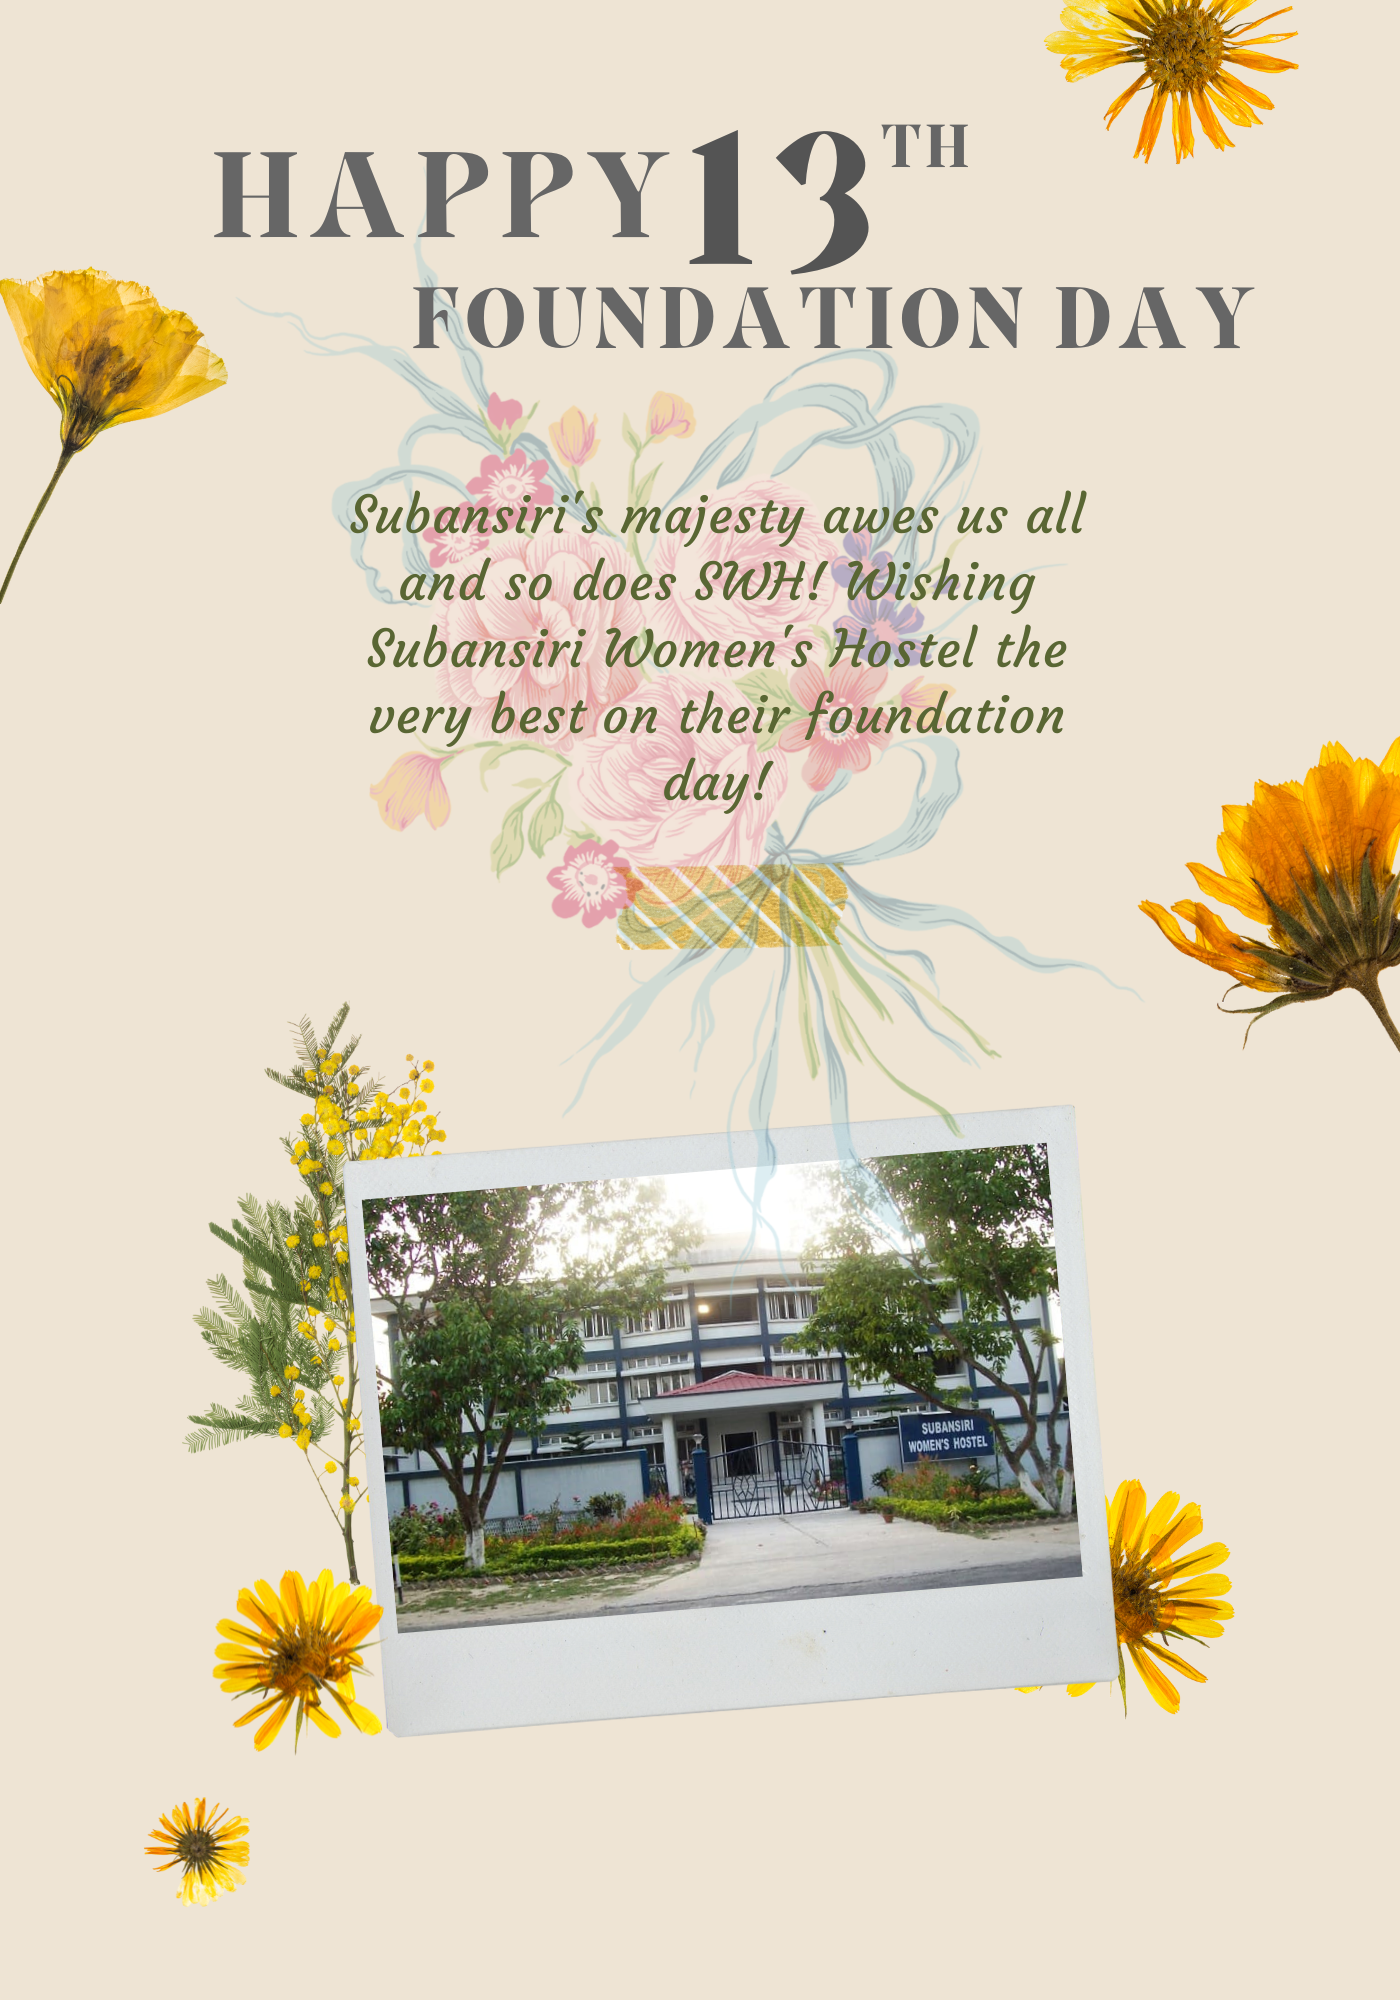 HAPPY 13TH
FOUNDATION DAY
Subansiri's majesty awes us all
and so does SWH! Wishing
Subansiri Women's Hostel the
very best on their foundation
day!
SUBANSIRI
WOMEN'S HOSTEL